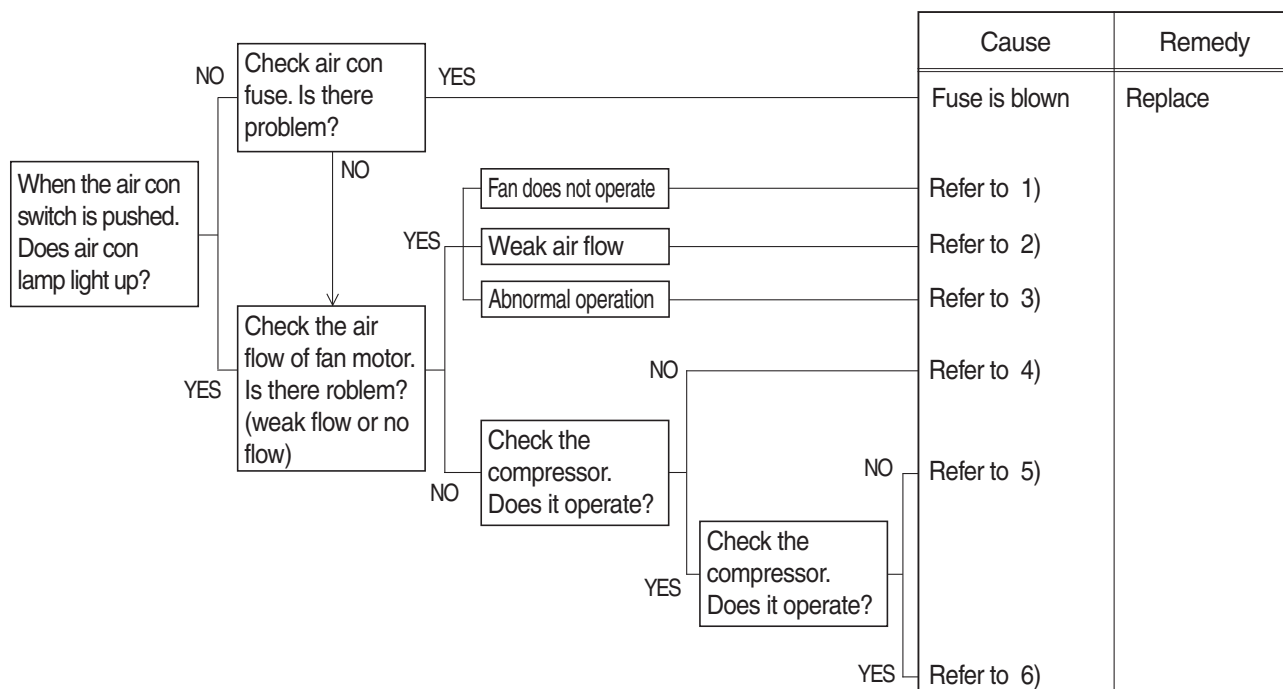 Cause
Remedy
NO
Check air con
fuse. Is there
problem?
YES
Fuse is blown
Replace
NO
When the air con
switch is pushed.
Does air con
lamp light up?
Fan does not operate
Refer to 1)
YES
Weak air flow
Refer to 2)
Abnormal operation
Refer to 3)
YES
Check the air
flow of fan motor.
Is there roblem?
(weak flow or no
flow)
NO
Refer to 4)
NO
Check the
compressor.
Does it operate?
NO
Refer to 5)
YES
Check the
compressor.
Does it operate?
YES
Refer to 6)